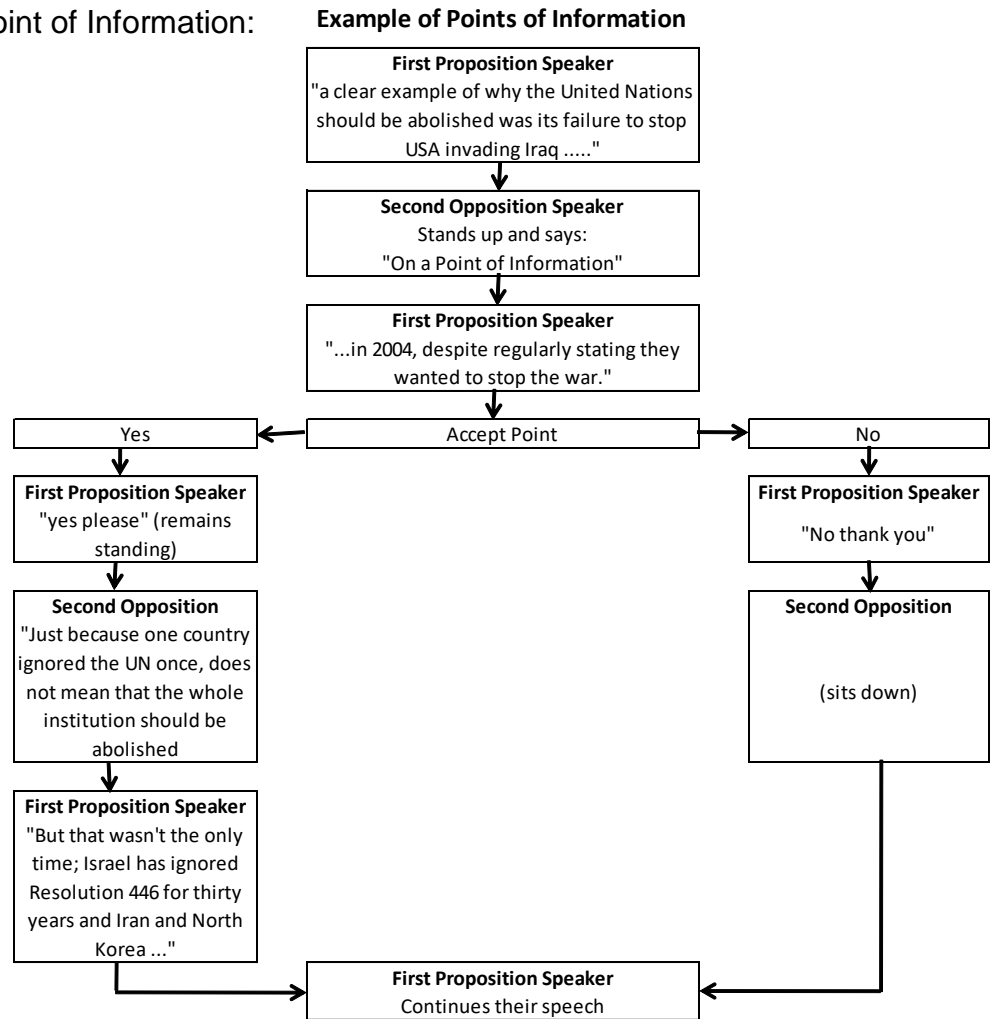 oint of Information:
Example of Points of Information
First Proposition Speaker
"a clear example of why the United Nations
should be abolished was its failure to stop
USA invading Iraq ....."
Second Opposition Speaker
Stands up and says:
"On a Point of Information"
First Proposition Speaker
"...in 2004, despite regularly stating they
wanted to stop the war."
Yes
Accept Point
No
First Proposition Speaker
"yes please" (remains
standing)
First Proposition Speaker
"No thank you"
Second Opposition
"Just because one country
ignored the UN once, does
not mean that the whole
institution should be
abolished
Second Opposition
(sits down)
First Proposition Speaker
"But that wasn't the only
time; Israel has ignored
Resolution 446 for thirty
years and Iran and North
Korea ..."
First Proposition Speaker
Continues their speech